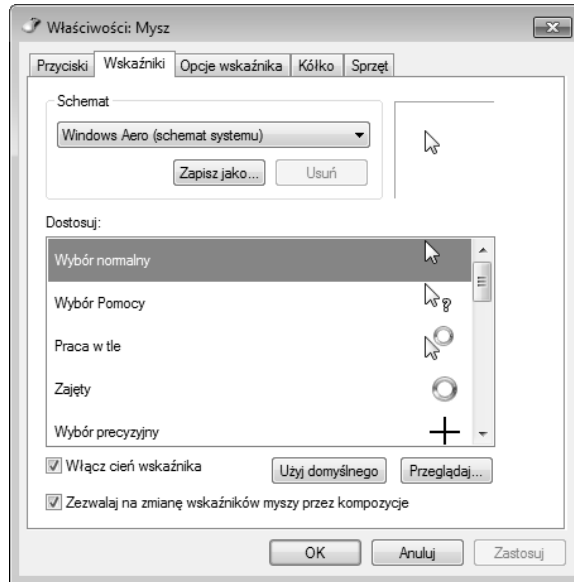 Właściwości: Mysz
Przyciski Wskaźniki Opcje wskaźnika Kółko Sprzęt
Schemat
Windows Aero (schemat systemu)
Zapisz jako... Usuń
Dostosuj:
Wybór normalny
Wybór Pomocy
Praca w tle
Zajęty
Wybór precyzyjny
Włącz cień wskaźnika Użyj domyślnego Przeglądaj...
Zezwalaj na zmianę wskaźników myszy przez kompozycje
OK Anuluj Zastosuj